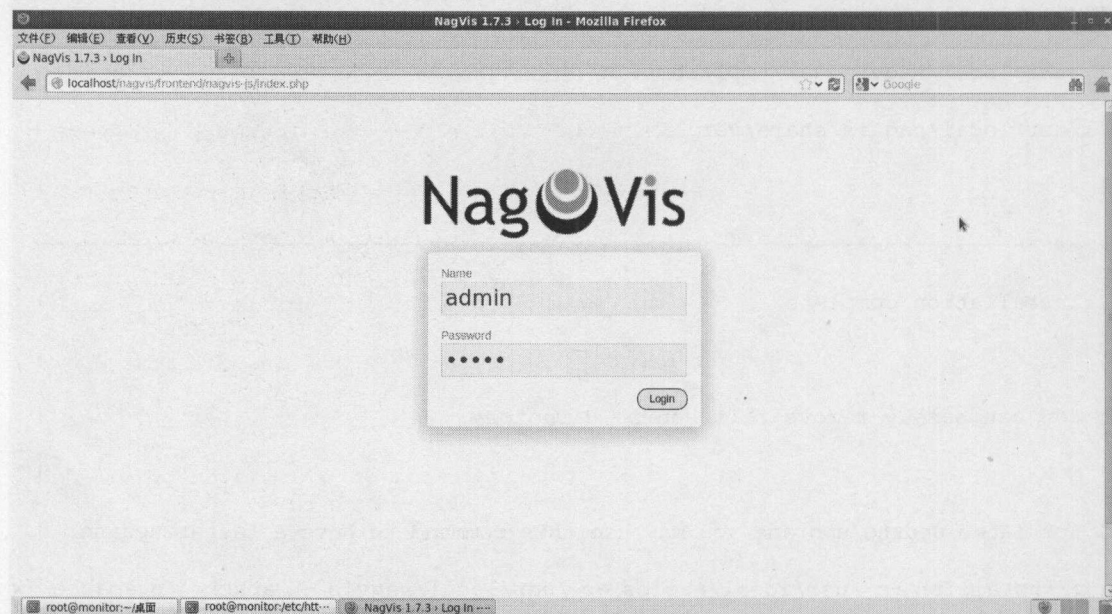 NagVis 1.7.3 › Log In - Mozilla Firefox
文件(F) 编辑(E) 查看(V) 历史(S) 书签(B) 工具(T) 帮助(H)
NagVis 1.7.3 › Log In
localhost/nagvis/frontend/nagvis-js/index.php
Google
NagVis
Name
admin
Password
•••••
Login
root@monitor:~/桌面 root@monitor:/etc/htt··· NagVis 1.7.3 › Log In -···